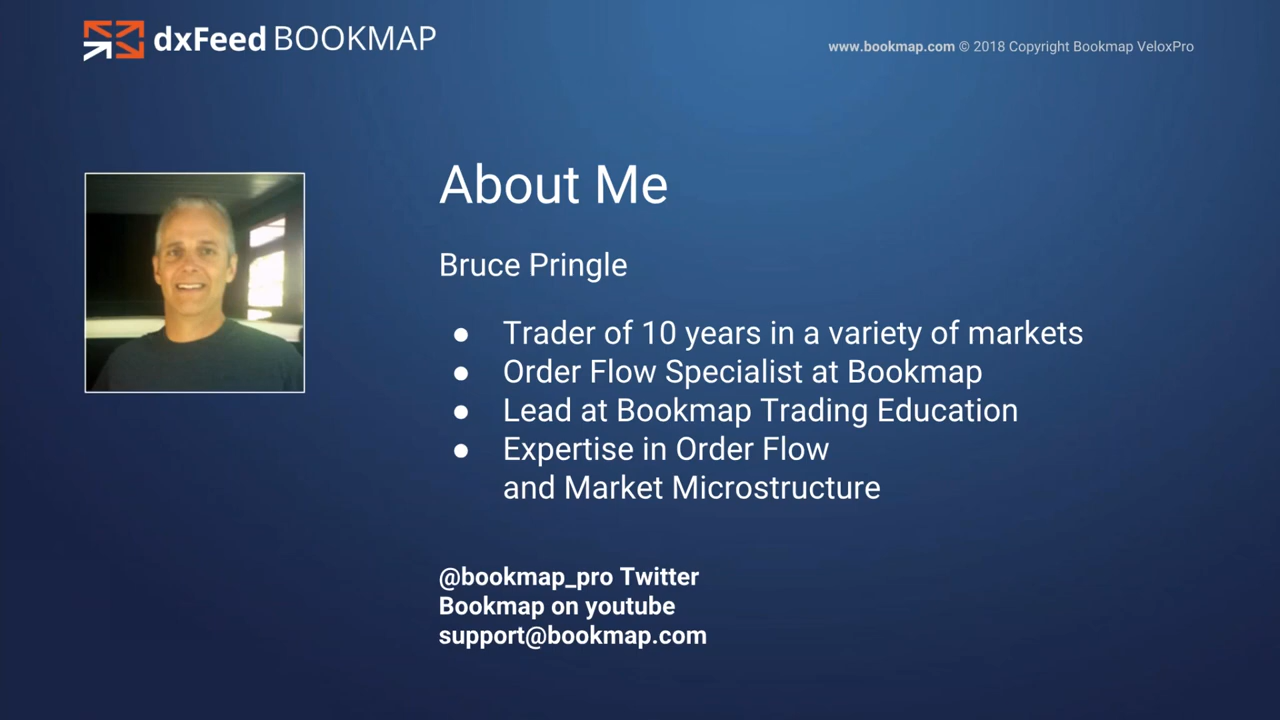 dxFeed BOOKMAP
www.bookmap.com © 2018 Copyright Bookmap VeloxPro
About Me
Bruce Pringle
● Trader of 10 years in a variety of markets
● Order Flow Specialist at Bookmap
● Lead at Bookmap Trading Education
● Expertise in Order Flow
and Market Microstructure
@bookmap_pro Twitter
Bookmap on youtube
support@bookmap.com